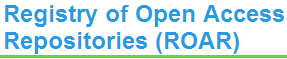 Registry of Open Access
Repositories (ROAR)